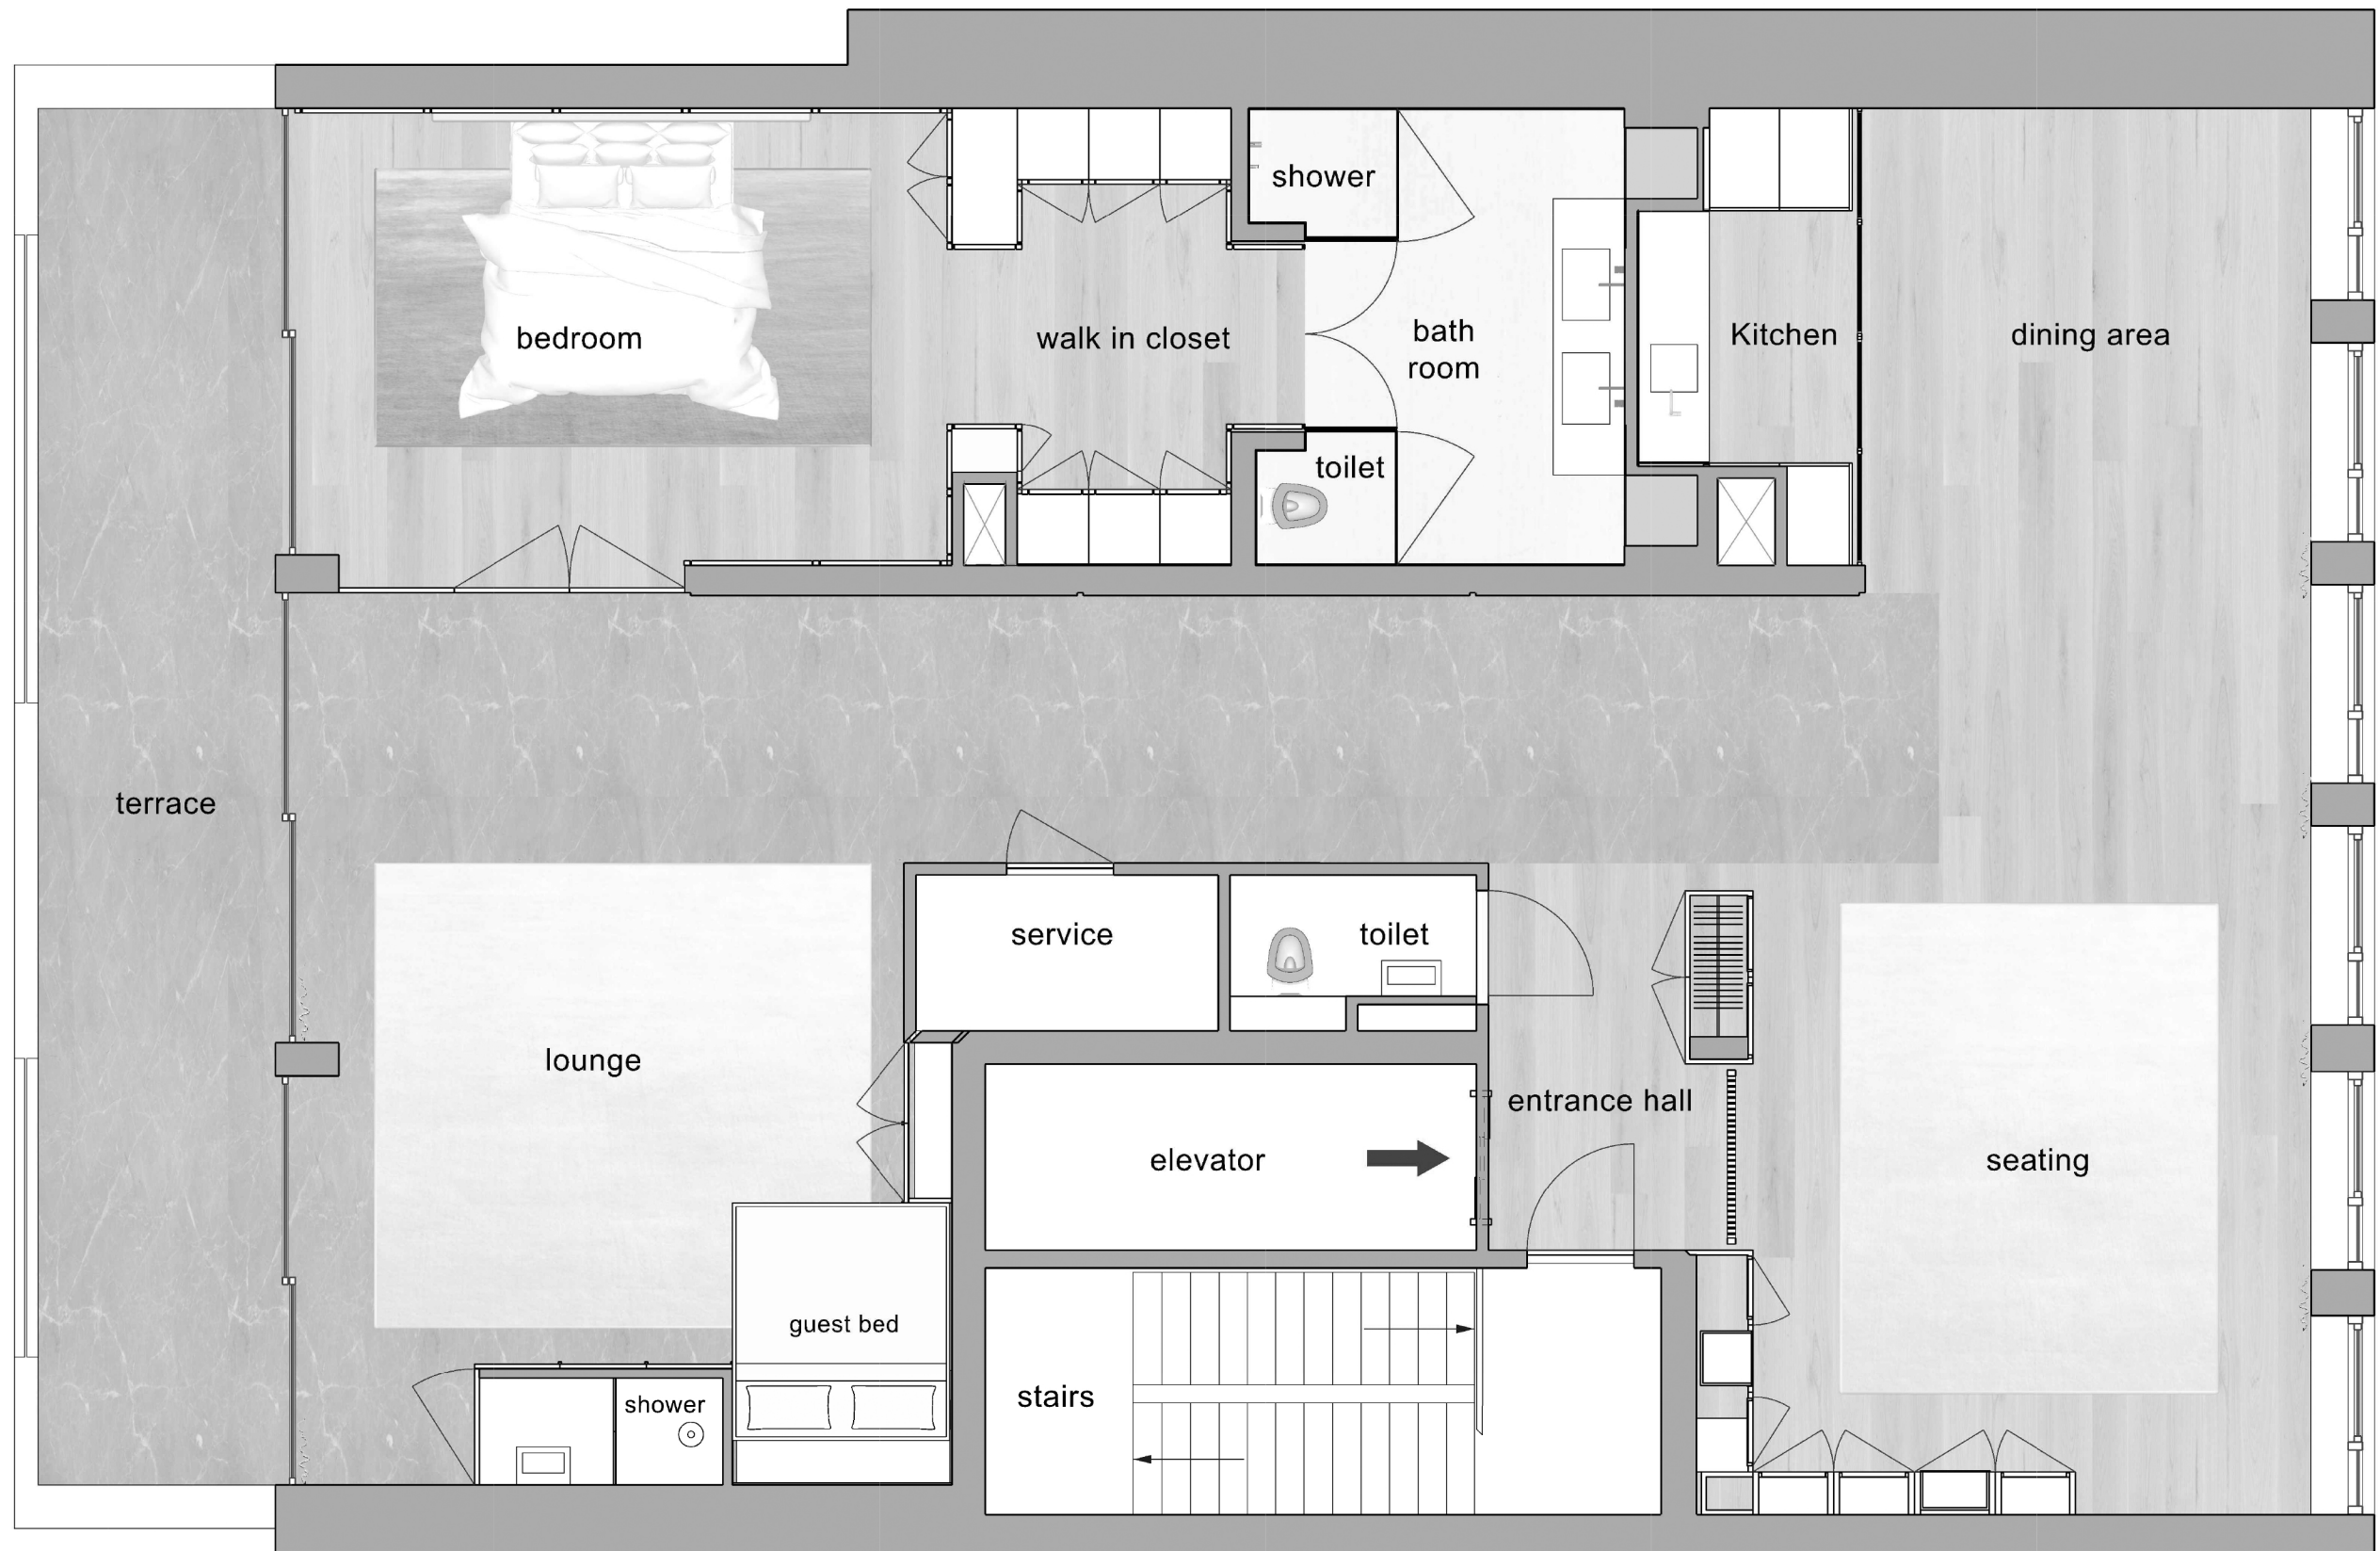 shower
bedroom
walk in closet
bath
room
Kitchen
dining area
toilet
terrace
service
toilet
lounge
entrance hall
elevator
seating
guest bed
stairs
shower